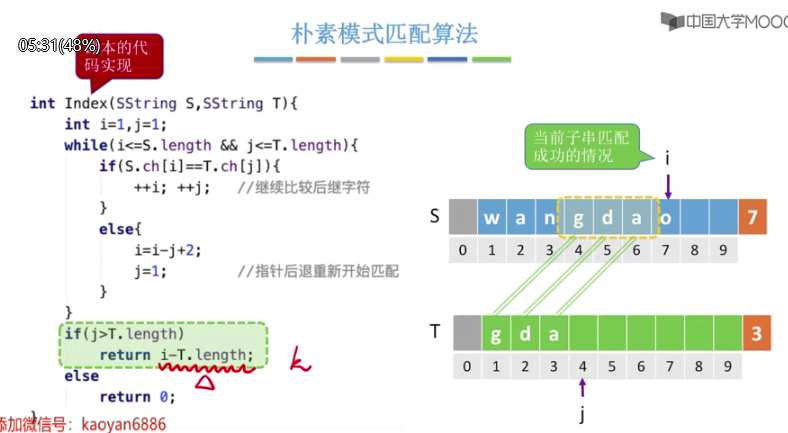 朴素模式匹配算法
中国大学MOOC
05:31(48%)
本的代
码实现
int Index(SString S,SString T){
int i=1,j=1;
while(i<=S.length && j<=T.length){
if(S.ch[i]==T.ch[j]){
++i; ++j; //继续比较后继字符
}
else{
i=i-j+2;
j=1; //指针后退重新开始匹配
}
}
if(j>T.length)
return i-T.length;
else
return 0;
}
k
当前子串匹配
成功的情况
i
S w a n g d a o 7
0 1 2 3 4 5 6 7 8 9
T g d a 3
0 1 2 3 4 5 6 7 8 9
j
添加微信号：kaoyan6886